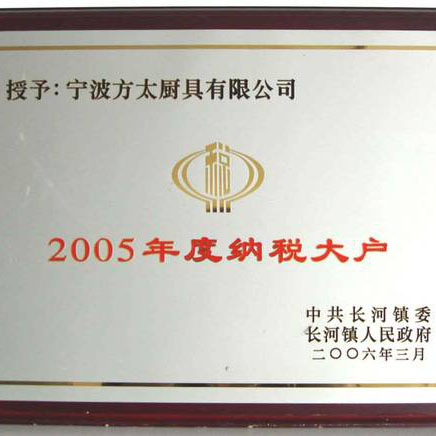 授予：宁波方太厨具有限公司
税
2005年度纳税大户
中共长河镇委
长河镇人民政府
二〇〇六年三月